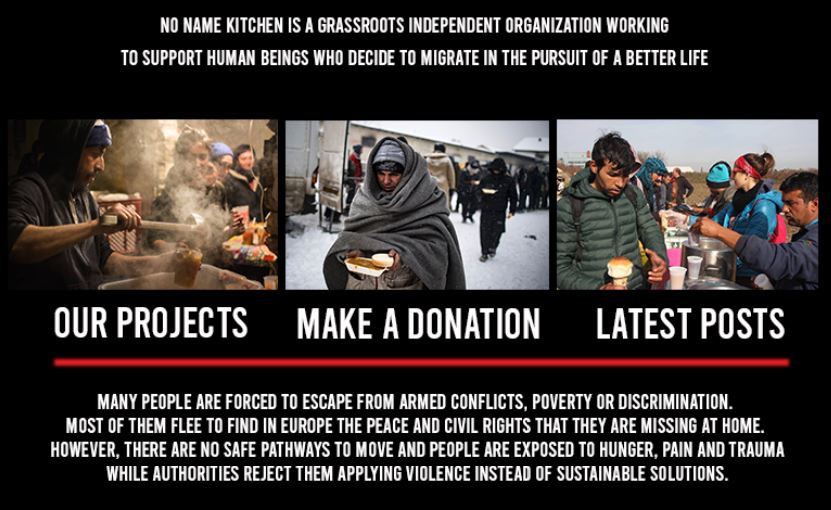 NO NAME KITCHEN IS A GRASSROOTS INDEPENDENT ORGANIZATION WORKING
TO SUPPORT HUMAN BEINGS WHO DECIDE TO MIGRATE IN THE PURSUIT OF A BETTER LIFE
OUR PROJECTS
MAKE A DONATION
LATEST POSTS
MANY PEOPLE ARE FORCED TO ESCAPE FROM ARMED CONFLICTS, POVERTY OR DISCRIMINATION.
MOST OF THEM FLEE TO FIND IN EUROPE THE PEACE AND CIVIL RIGHTS THAT THEY ARE MISSING AT HOME.
HOWEVER, THERE ARE NO SAFE PATHWAYS TO MOVE AND PEOPLE ARE EXPOSED TO HUNGER, PAIN AND TRAUMA
WHILE AUTHORITIES REJECT THEM APPLYING VIOLENCE INSTEAD OF SUSTAINABLE SOLUTIONS.